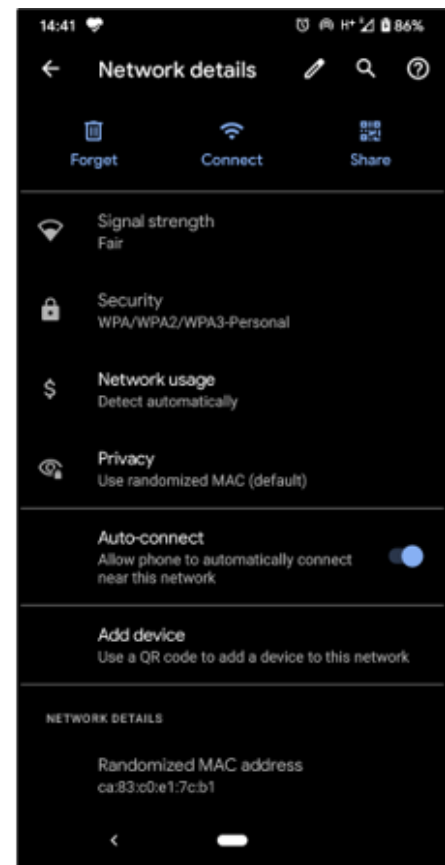 14:41 H+ 86%
Network details
Forget Connect Share
Signal strength
Fair
Security
WPA/WPA2/WPA3-Personal
$ Network usage
Detect automatically
Privacy
Use randomized MAC (default)
Auto-connect
Allow phone to automatically connect
near this network
Add device
Use a QR code to add a device to this network
NETWORK DETAILS
Randomized MAC address
ca:83:c0:e1:7c:b1